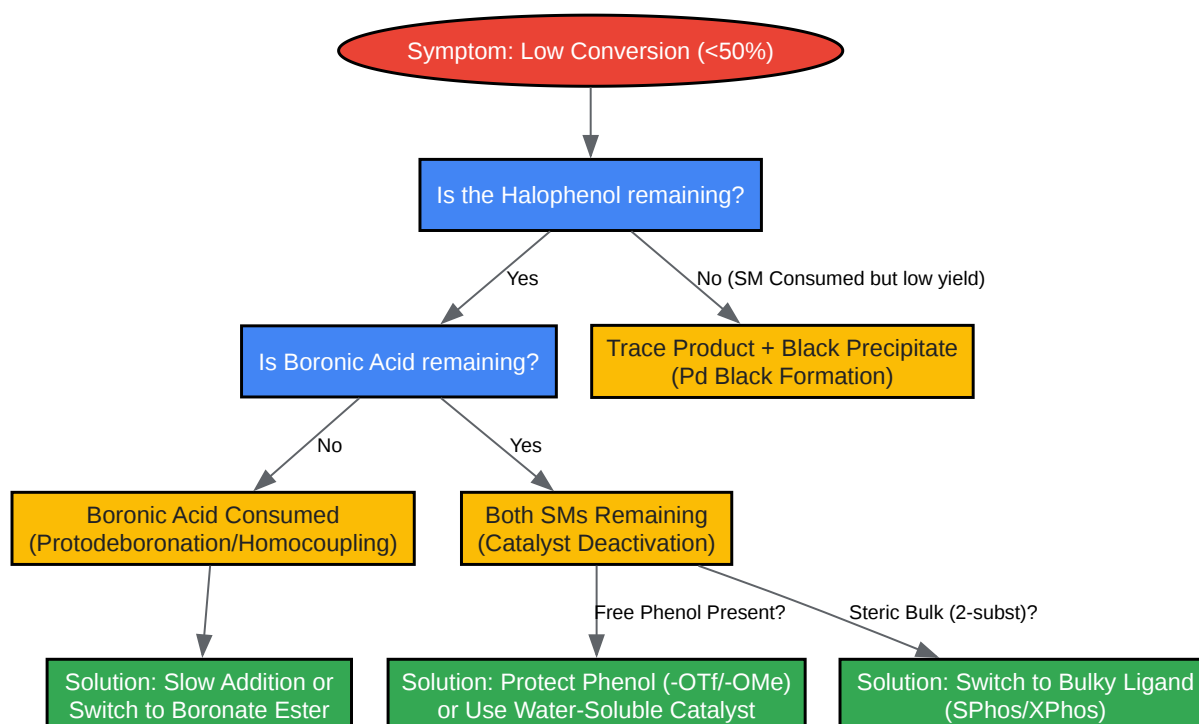 Symptom: Low Conversion (<50%)
Is the Halophenol remaining?
Yes
No (SM Consumed but low yield)
Is Boronic Acid remaining?
Trace Product + Black Precipitate
(Pd Black Formation)
No
Yes
Boronic Acid Consumed
(Protodeboronation/Homocoupling)
Both SMs Remaining
(Catalyst Deactivation)
Free Phenol Present?
Steric Bulk (2-subst)?
Solution: Slow Addition or
Switch to Boronate Ester
Solution: Protect Phenol (-OTf/-OMe)
or Use Water-Soluble Catalyst
Solution: Switch to Bulky Ligand
(SPhos/XPhos)